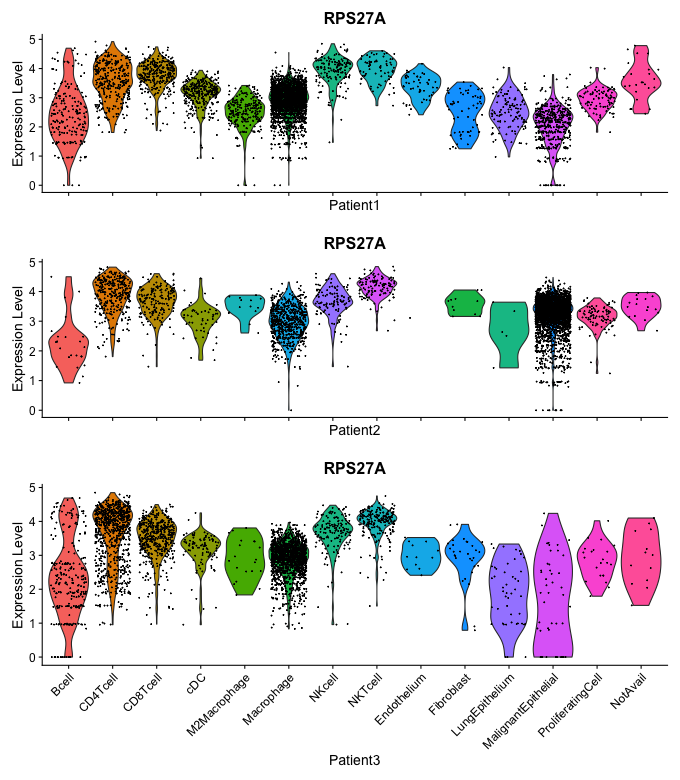 RPS27A
Expression Level
5
4
3
2
1
0
Patient1
RPS27A
Expression Level
5
4
3
2
1
0
Patient2
RPS27A
Expression Level
5
4
3
2
1
0
Bcell
CD4Tcell
CD8Tcell
cDC
M2Macrophage
Macrophage
NKcell
NKTcell
Endothelium
Fibroblast
LungEpithelium
MalignantEpithelial
ProliferatingCell
NotAvail
Patient3